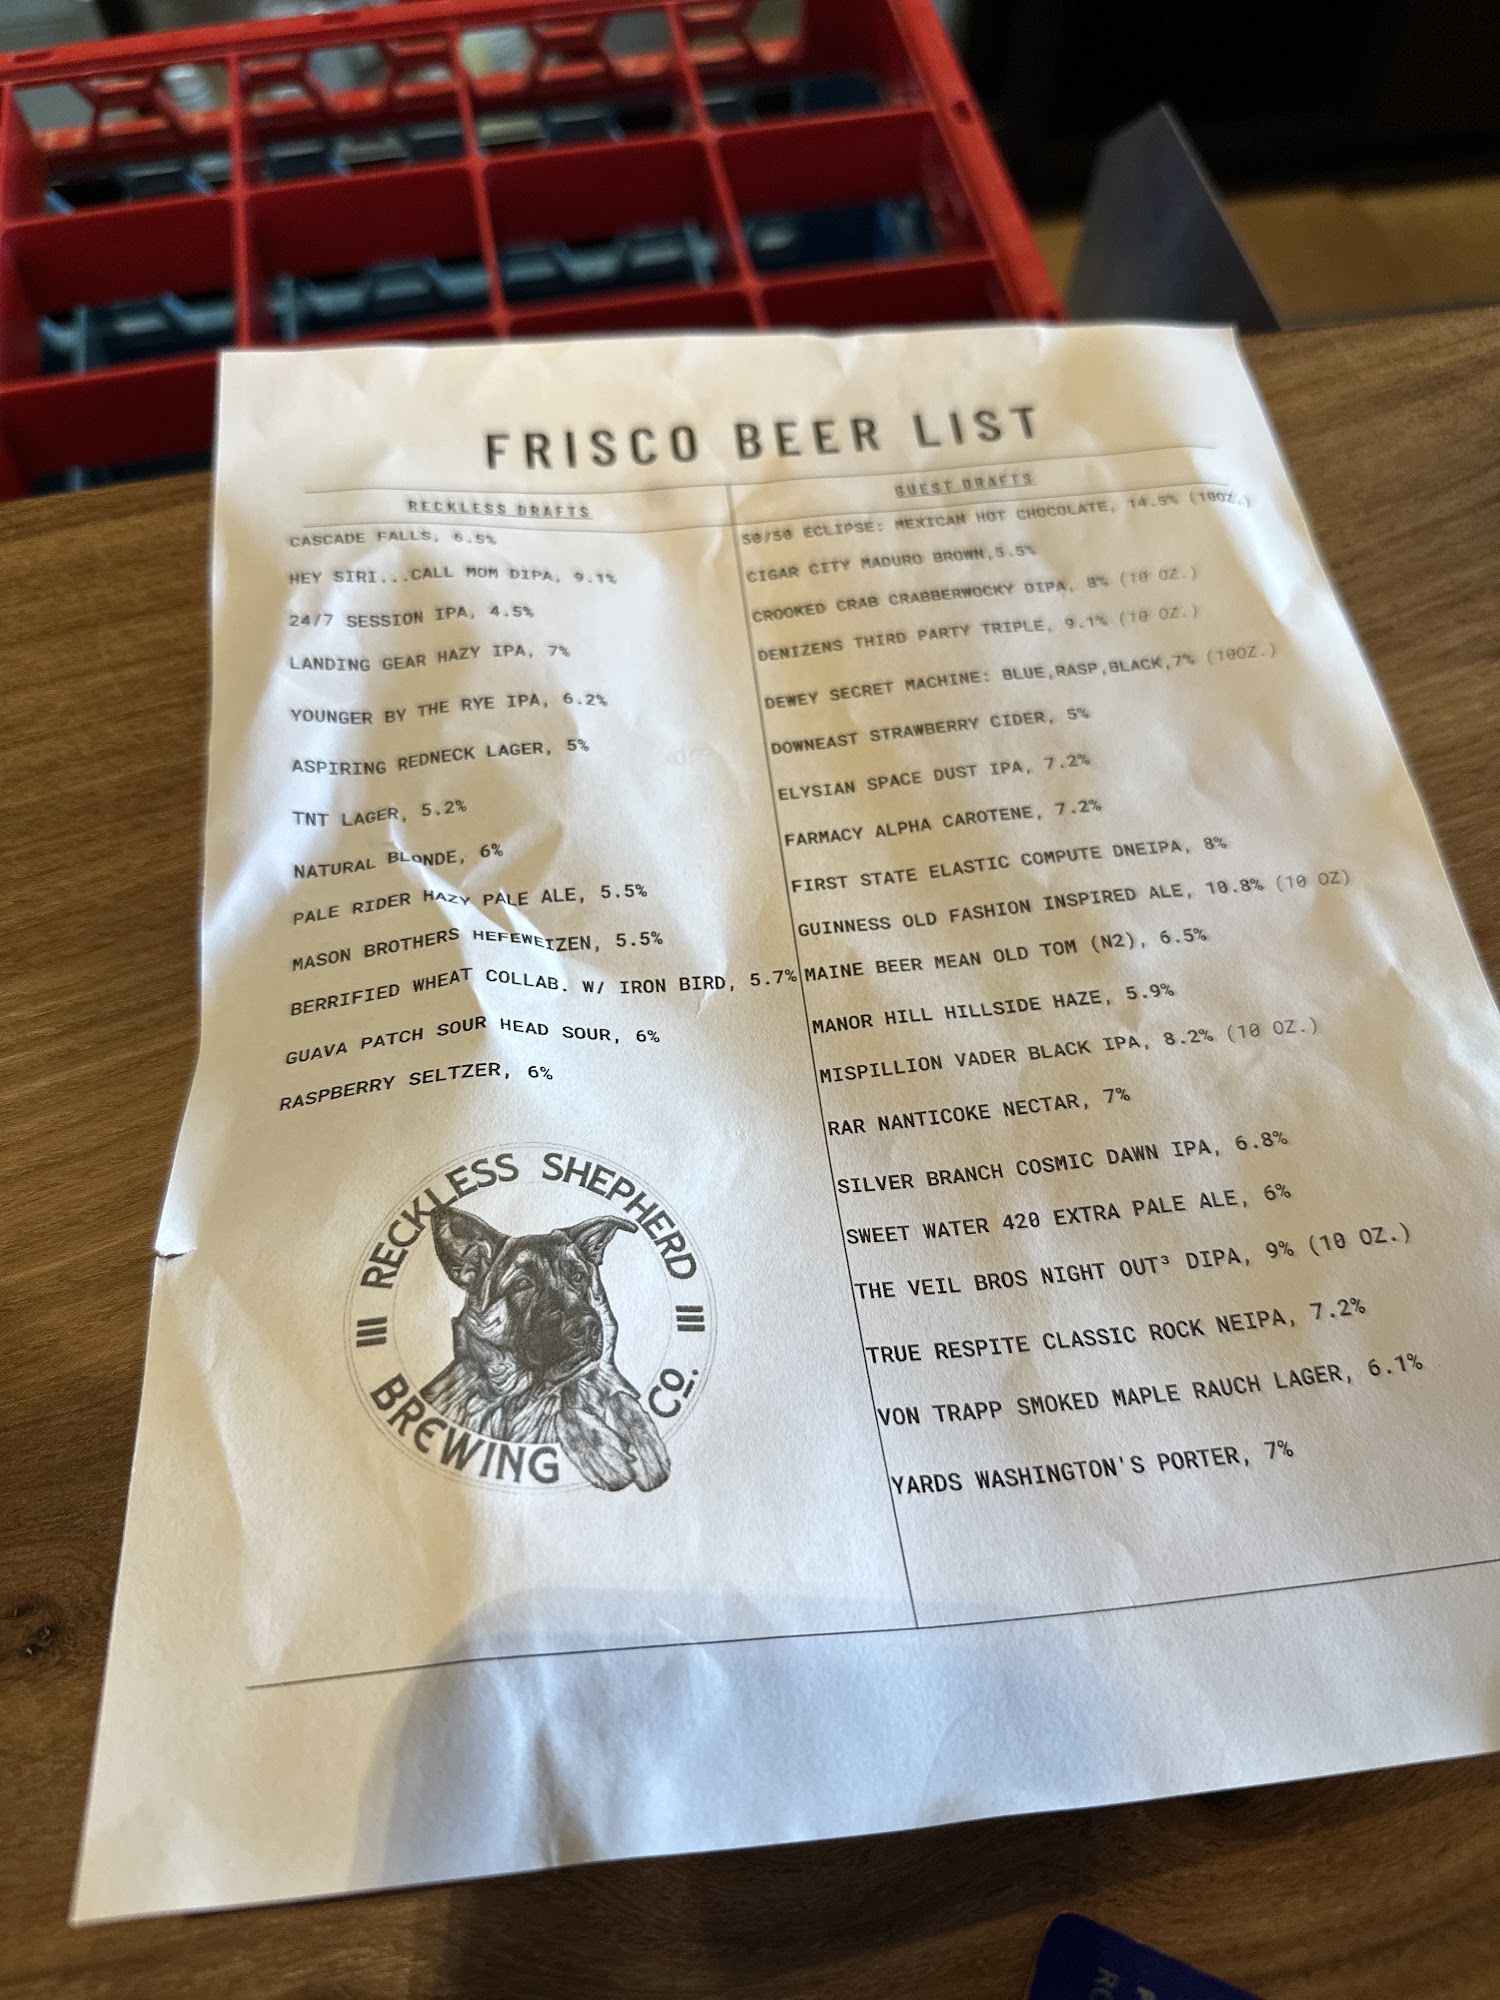 FRISCO BEER LIST
RECKLESS DRAFTS
CASCADE FALLS, 6.5%
HEY SIRI...CALL MOM DIPA, 9.1%
24/7 SESSION IPA, 4.5%
LANDING GEAR HAZY IPA, 7%
YOUNGER BY THE RYE IPA, 6.2%
ASPIRING REDNECK LAGER, 5%
TNT LAGER, 5.2%
NATURAL BLONDE, 6%
PALE RIDER HAZY PALE ALE, 5.5%
MASON BROTHERS HEFEWEIZEN, 5.5%
BERRIFIED WHEAT COLLAB. W/ IRON BIRD, 5.7%
GUAVA PATCH SOUR HEAD SOUR, 6%
RASPBERRY SELTZER, 6%
RECKLESS SHEPHERD
BREWING CO.
GUEST DRAFTS
50/50 ECLIPSE: MEXICAN HOT CHOCOLATE, 14.5% (10OZ.)
CIGAR CITY MADURO BROWN,5.5%
CROOKED CRAB CRABBERWOCKY DIPA, 8% (10 OZ.)
DENIZENS THIRD PARTY TRIPLE, 9.1% (10 OZ.)
DEWEY SECRET MACHINE: BLUE,RASP,BLACK,7% (10OZ.)
DOWNEAST STRAWBERRY CIDER, 5%
ELYSIAN SPACE DUST IPA, 7.2%
FARMACY ALPHA CAROTENE, 7.2%
FIRST STATE ELASTIC COMPUTE DNEIPA, 8%
GUINNESS OLD FASHION INSPIRED ALE, 10.8% (10 OZ)
MAINE BEER MEAN OLD TOM (N2), 6.5%
MANOR HILL HILLSIDE HAZE, 5.9%
MISPILLION VADER BLACK IPA, 8.2% (10 OZ.)
RAR NANTICOKE NECTAR, 7%
SILVER BRANCH COSMIC DAWN IPA, 6.8%
SWEET WATER 420 EXTRA PALE ALE, 6%
THE VEIL BROS NIGHT OUT³ DIPA, 9% (10 OZ.)
TRUE RESPITE CLASSIC ROCK NEIPA, 7.2%
VON TRAPP SMOKED MAPLE RAUCH LAGER, 6.1%
YARDS WASHINGTON'S PORTER, 7%